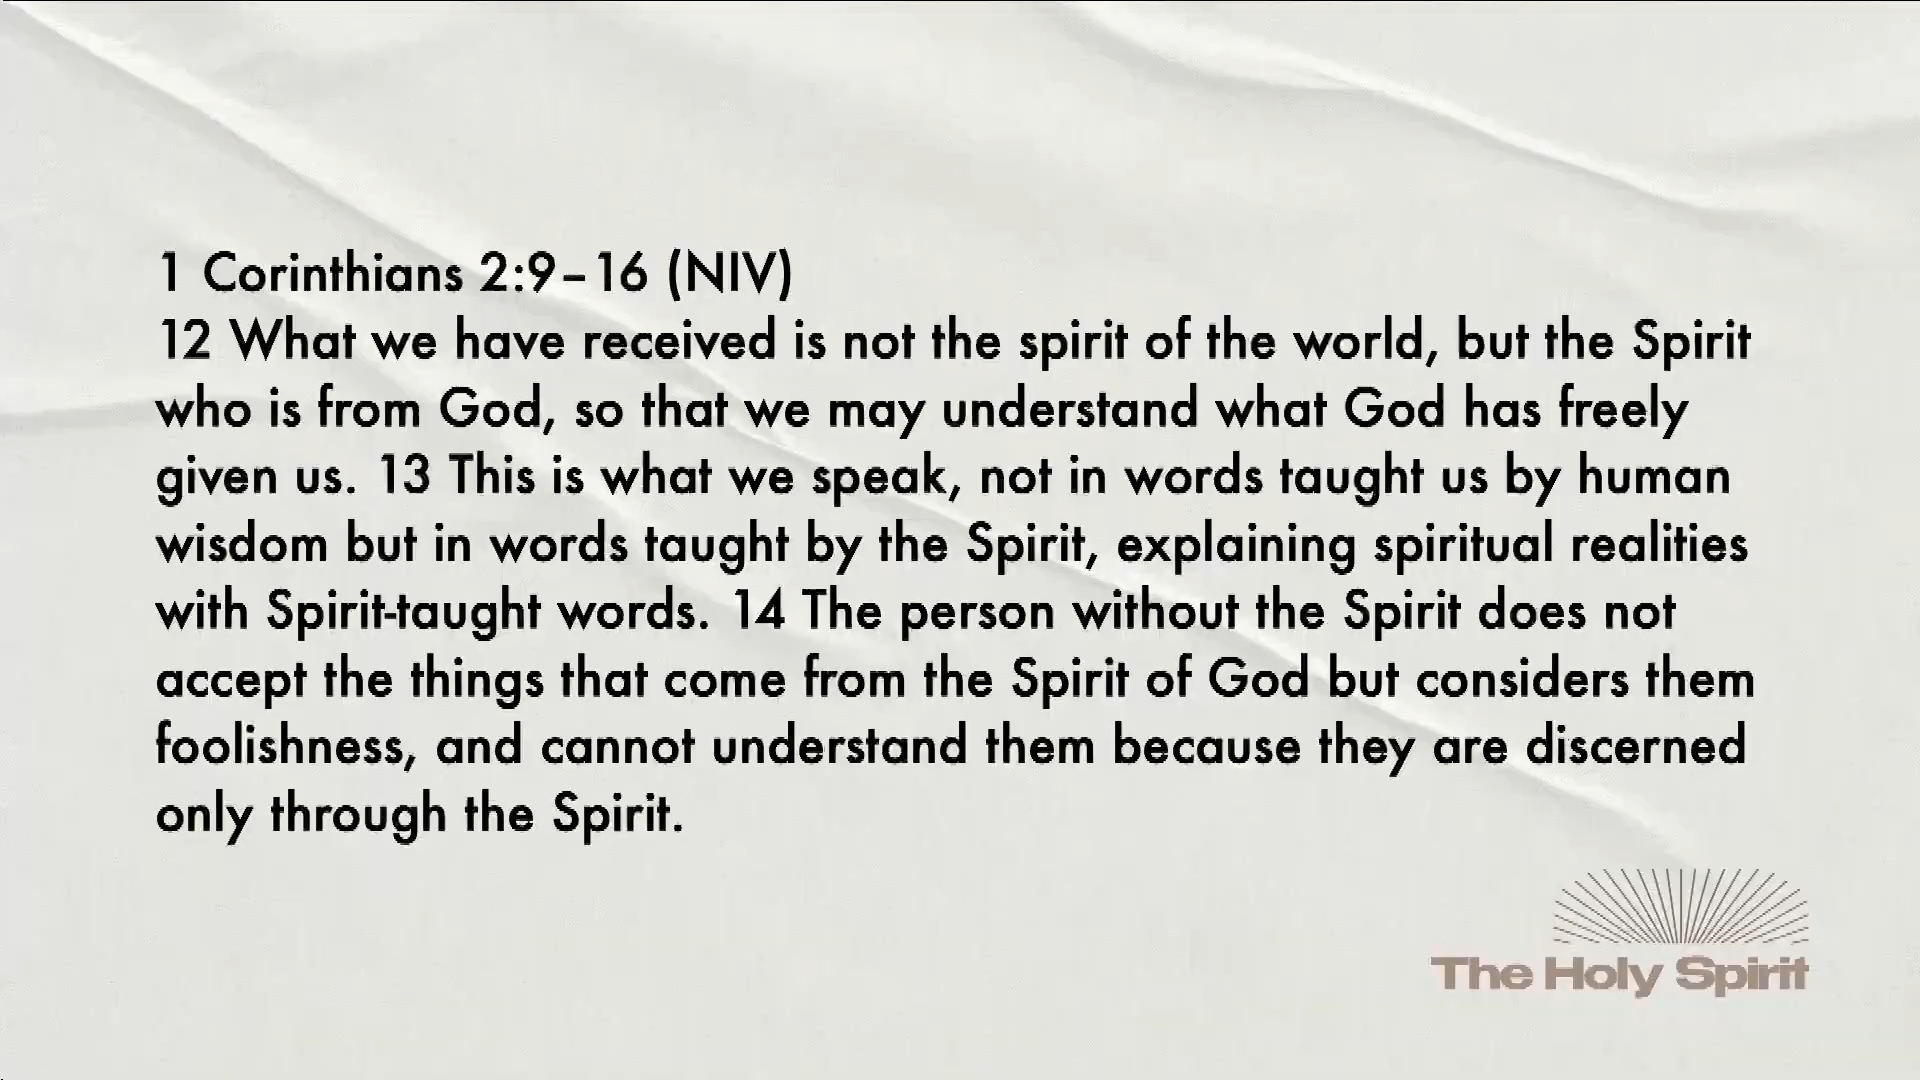 1 Corinthians 2:9–16 (NIV)
12 What we have received is not the spirit of the world, but the Spirit
who is from God, so that we may understand what God has freely
given us. 13 This is what we speak, not in words taught us by human
wisdom but in words taught by the Spirit, explaining spiritual realities
with Spirit-taught words. 14 The person without the Spirit does not
accept the things that come from the Spirit of God but considers them
foolishness, and cannot understand them because they are discerned
only through the Spirit.
The Holy Spirit